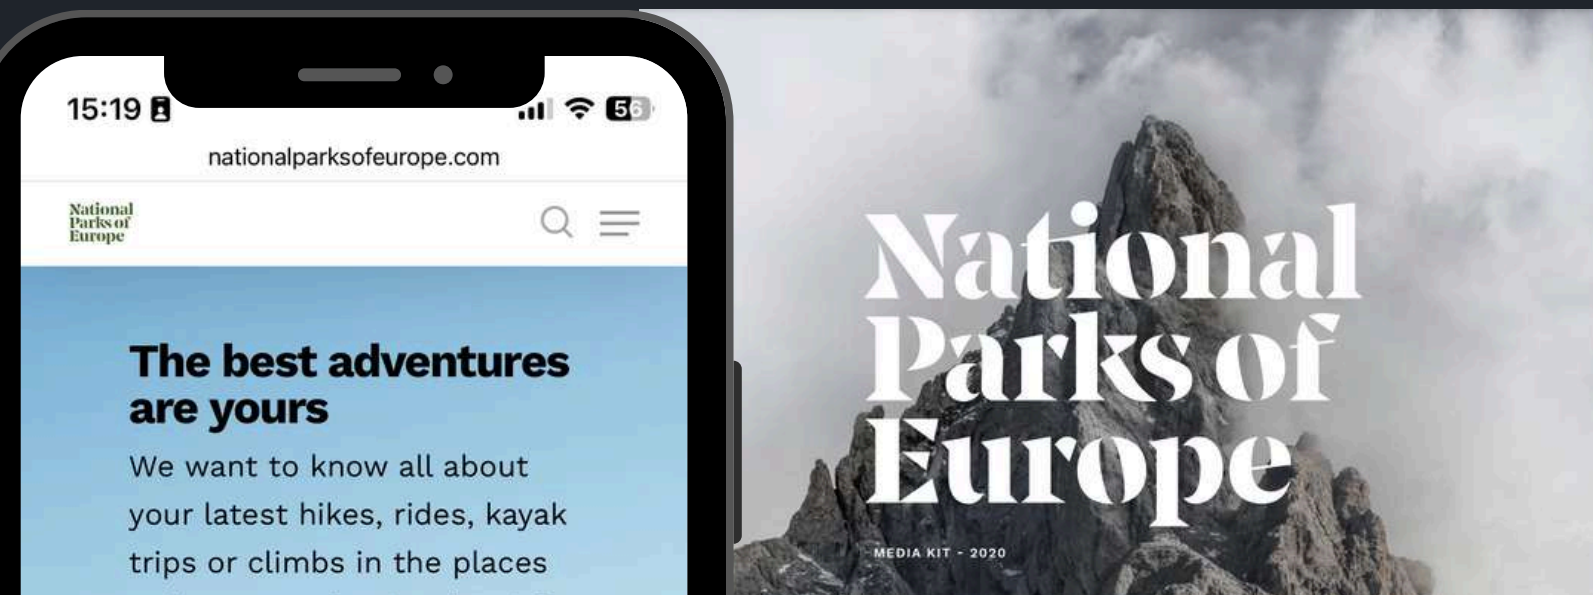 15:19
56
nationalparksofeurope.com
National
Parks of
Europe
The best adventures
are yours
We want to know all about
your latest hikes, rides, kayak
trips or climbs in the places
National
Parks of
Europe
MEDIA KIT - 2020